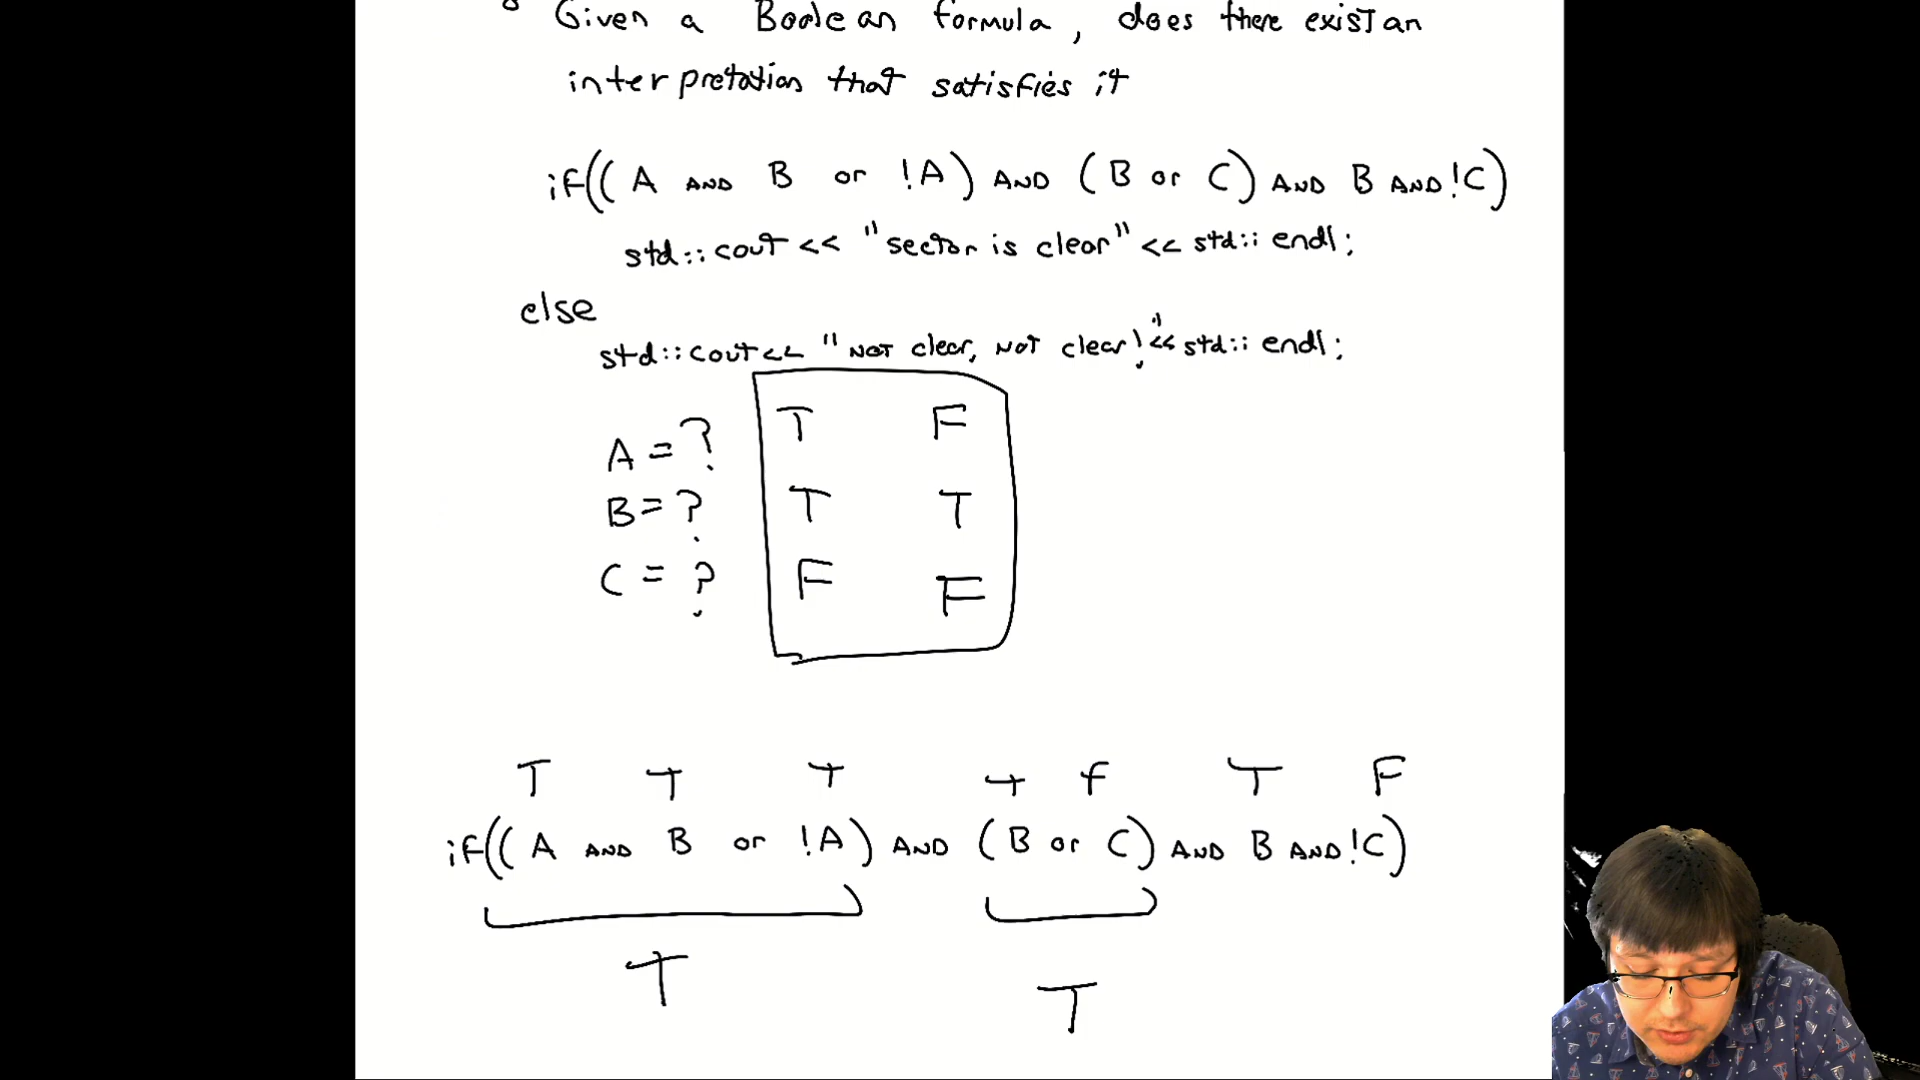 Given a Boolean formula, does there exist an
interpretation that satisfies it
if((A AND B or !A) AND (B or C) AND B AND !C)
std::cout << "sector is clear" << std::endl;
else
std::cout << "NOT clear, NOT clear!" << std::endl;
T F
A = ?
B = ? T T
C = ? F F
T T T T f T F
if((A AND B or !A) AND (B or C) AND B AND !C)
T
T